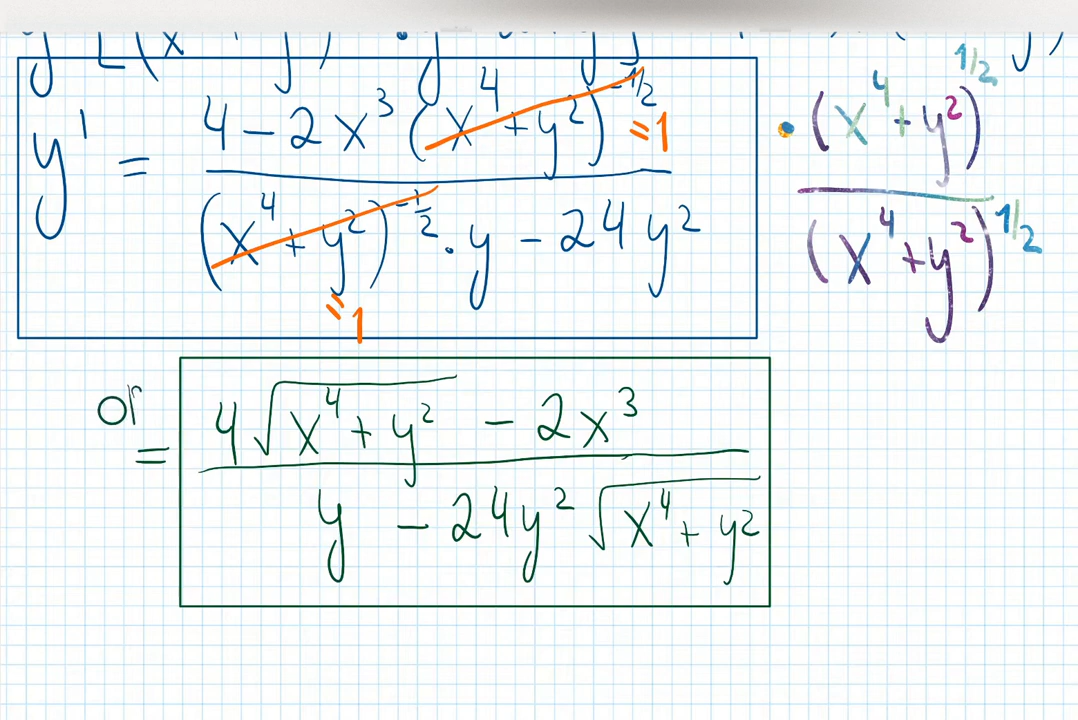 y' = (4 - 2x³(x⁴ + y²)^(-1/2)) / ((x⁴ + y²)^(-1/2) · y - 24y²) · (x⁴ + y²)^(1/2) / (x⁴ + y²)^(1/2)
=1
=1
or
= (4√(x⁴ + y²) - 2x³) / (y - 24y²√(x⁴ + y²))